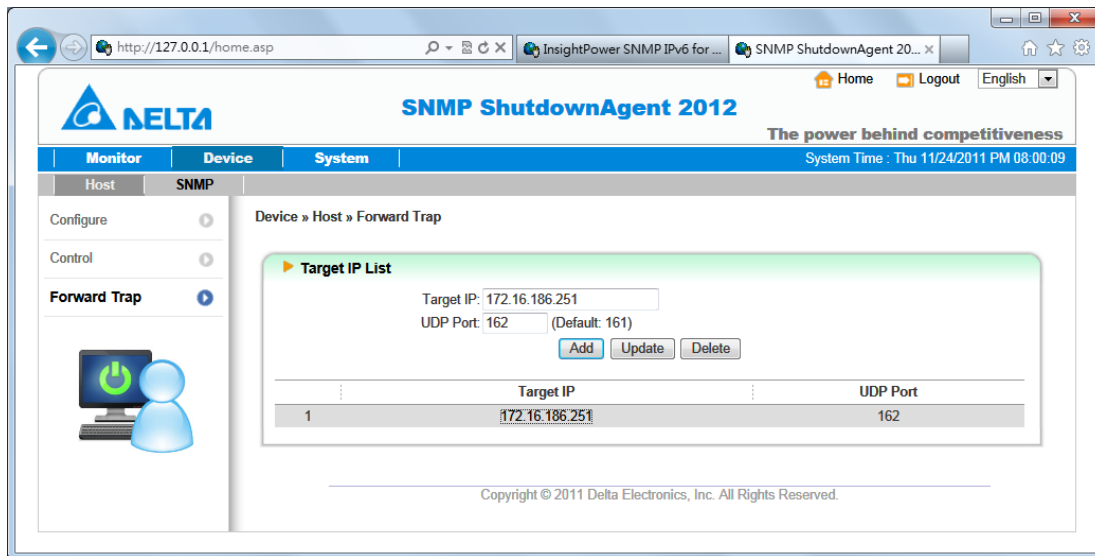 http://127.0.0.1/home.asp
InsightPower SNMP IPv6 for ...
SNMP ShutdownAgent 20...
Home Logout English
DELTA
SNMP ShutdownAgent 2012
The power behind competitiveness
Monitor Device System
System Time : Thu 11/24/2011 PM 08:00:09
Host SNMP
Configure
Control
Forward Trap
Device » Host » Forward Trap
Target IP List
Target IP: 172.16.186.251
UDP Port: 162 (Default: 161)
Add Update Delete
Target IP UDP Port
1 172.16.186.251 162
Copyright © 2011 Delta Electronics, Inc. All Rights Reserved.